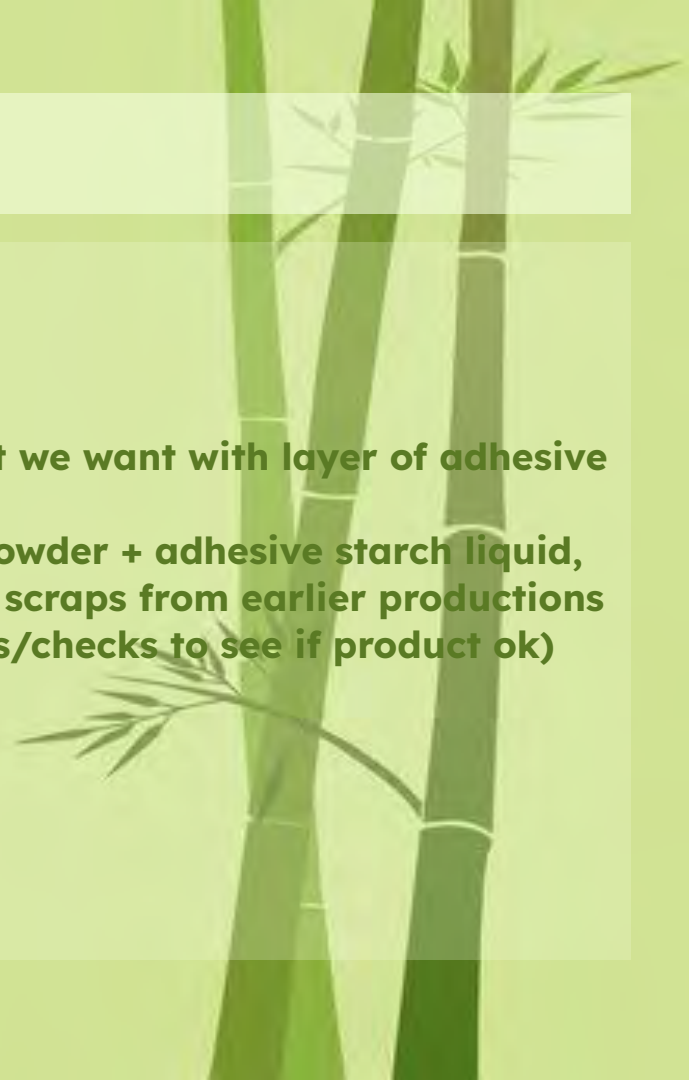 t we want with layer of adhesive
owder + adhesive starch liquid,
scraps from earlier productions
s/checks to see if product ok)